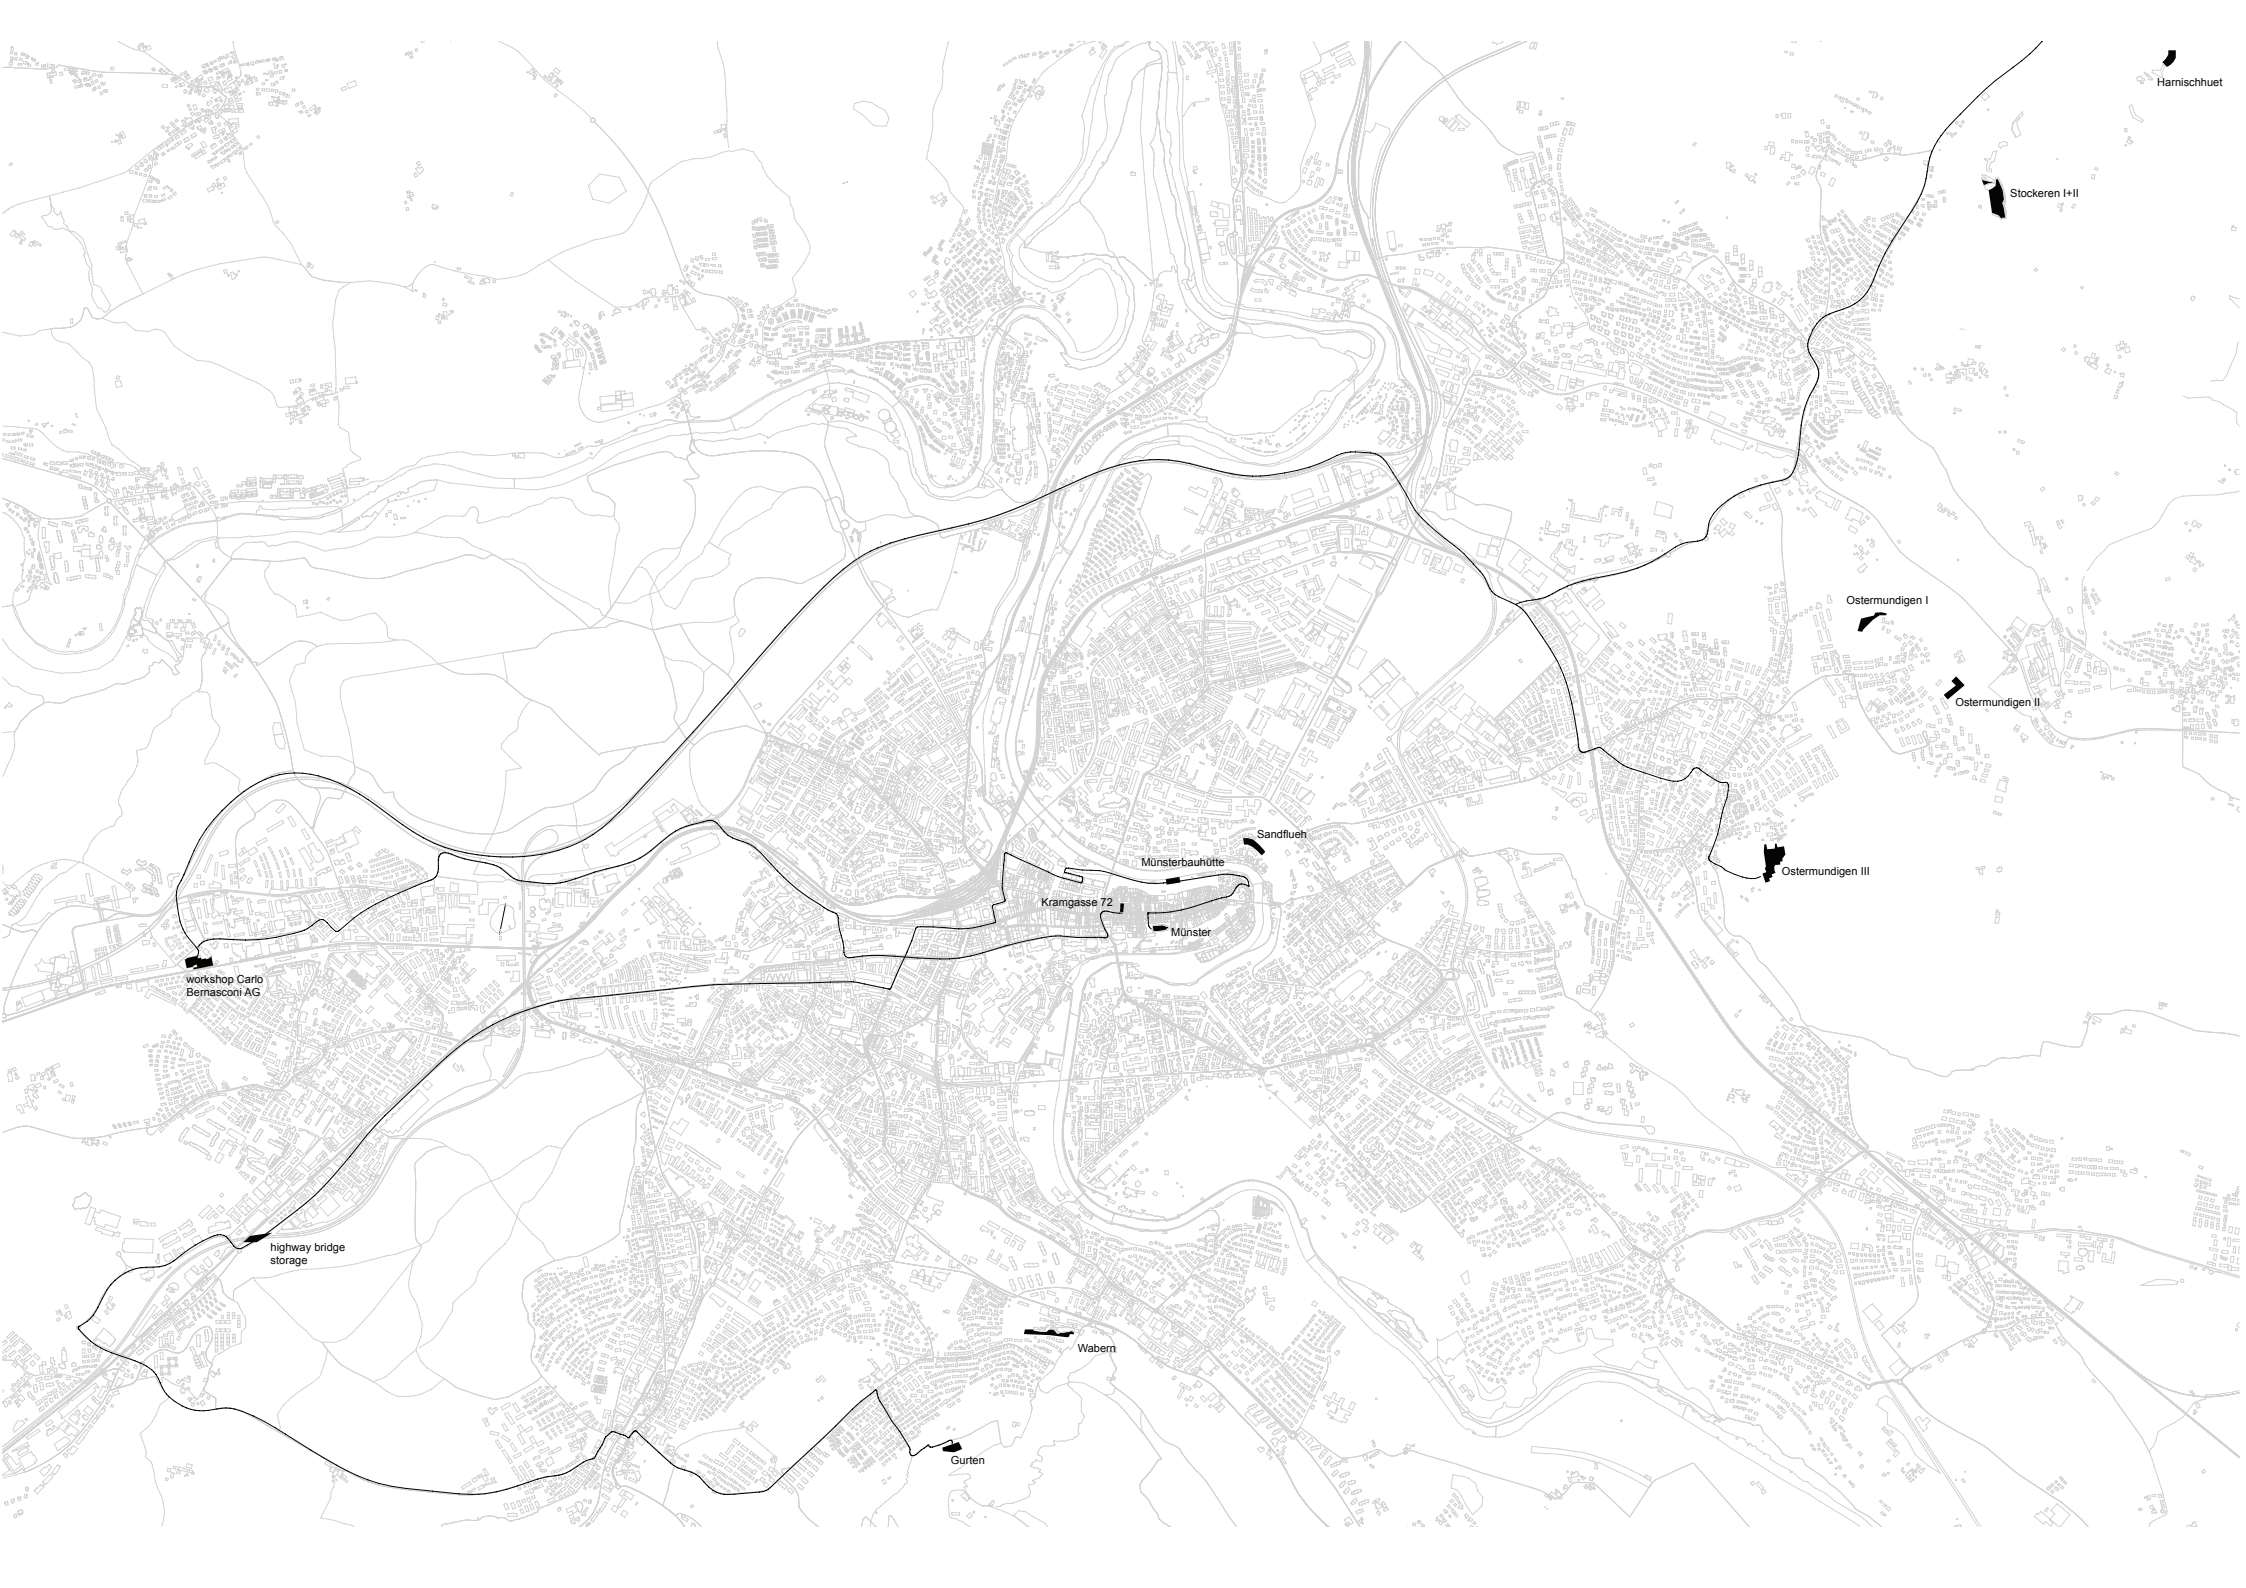 Harnischhuet
Stockeren I+II
Ostermundigen I
Ostermundigen II
Sandflueh
Münsterbauhütte
Ostermundigen III
Kramgasse 72
Münster
workshop Carlo
Bernasconi AG
highway bridge
storage
Wabern
Gurten